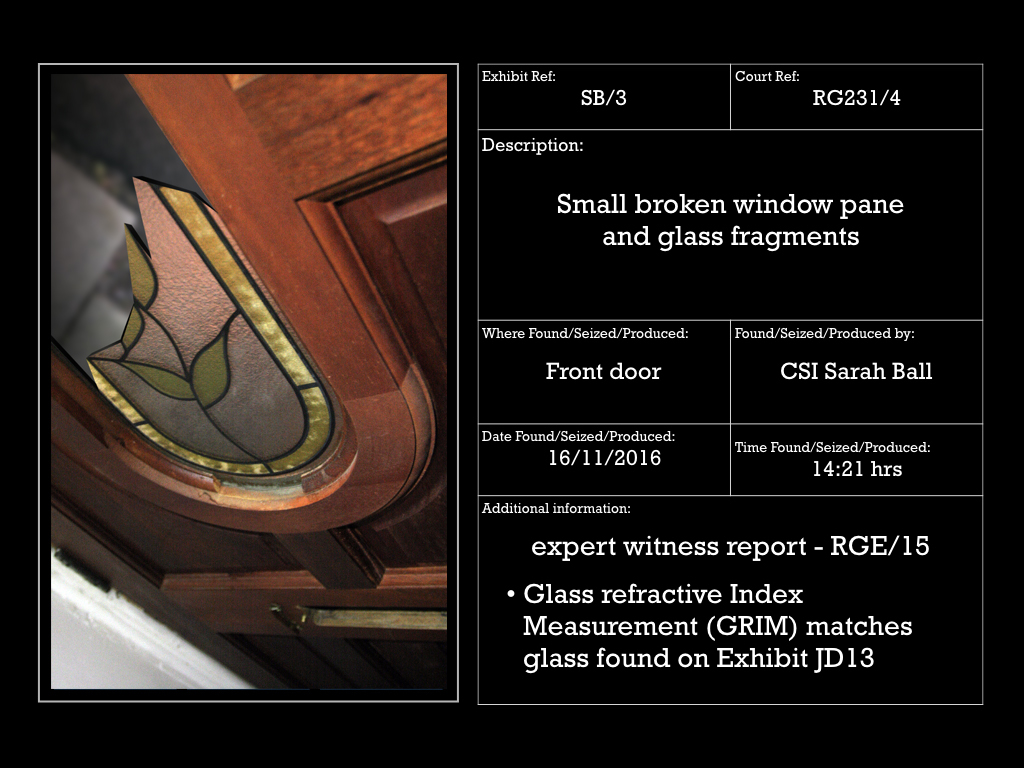 Exhibit Ref:
SB/3
Court Ref:
RG231/4
Description:
Small broken window pane
and glass fragments
Where Found/Seized/Produced:
Front door
Found/Seized/Produced by:
CSI Sarah Ball
Date Found/Seized/Produced:
16/11/2016
Time Found/Seized/Produced:
14:21 hrs
Additional information:
expert witness report - RGE/15
• Glass refractive Index
Measurement (GRIM) matches
glass found on Exhibit JD13